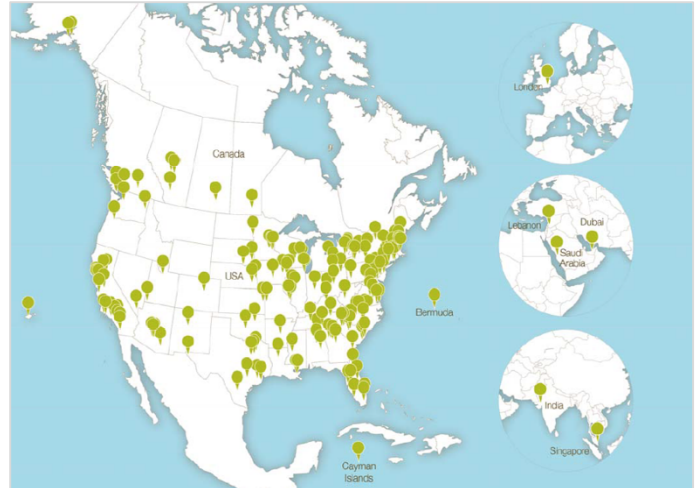 Canada
USA
Bermuda
Cayman
Islands
London
Lebanon
Dubai
Saudi
Arabia
India
Singapore